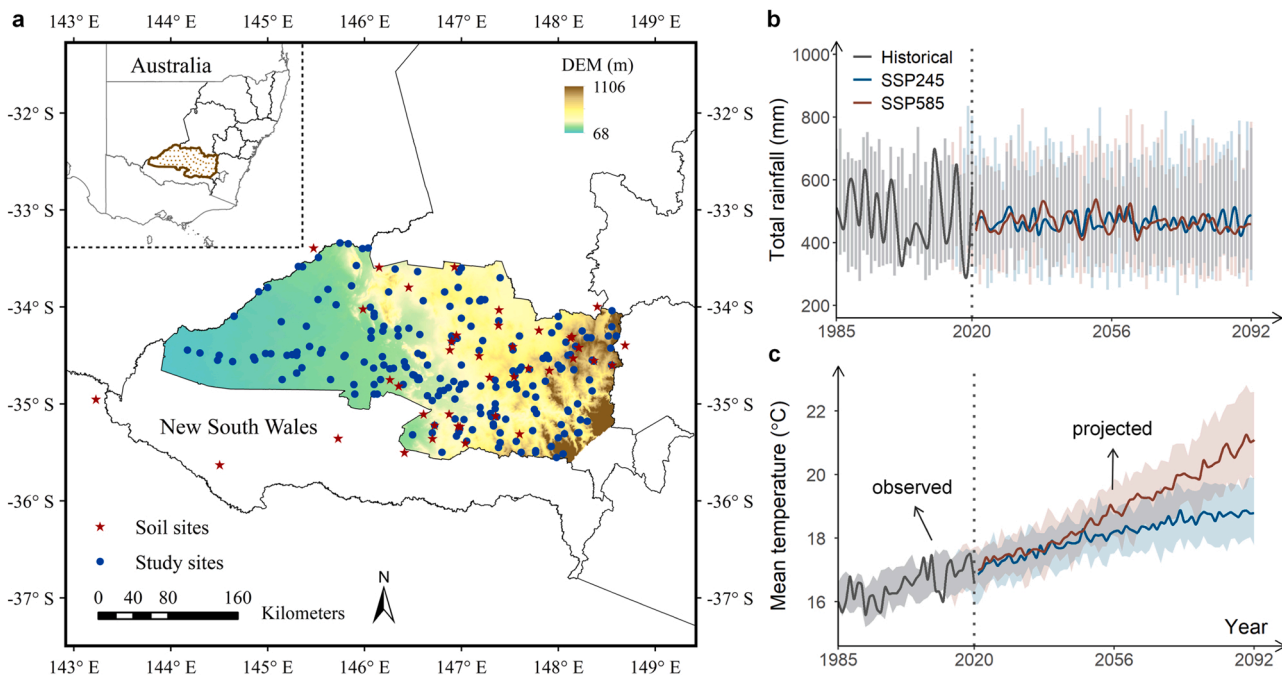 a
143° E 144° E 145° E 146° E 147° E 148° E 149° E
Australia
DEM (m)
1106
68
-32° S
-33° S
-34° S
-35° S
-36° S
-37° S
-32° S
-33° S
-34° S
-35° S
-36° S
-37° S
New South Wales
Soil sites
Study sites
0 40 80 160
Kilometers
N
143° E 144° E 145° E 146° E 147° E 148° E 149° E
b
Total rainfall (mm)
1000
800
600
400
200
Historical
SSP245
SSP585
1985 2020 2056 2092
c
Mean temperature (°C)
22
20
18
16
observed
projected
Year
1985 2020 2056 2092